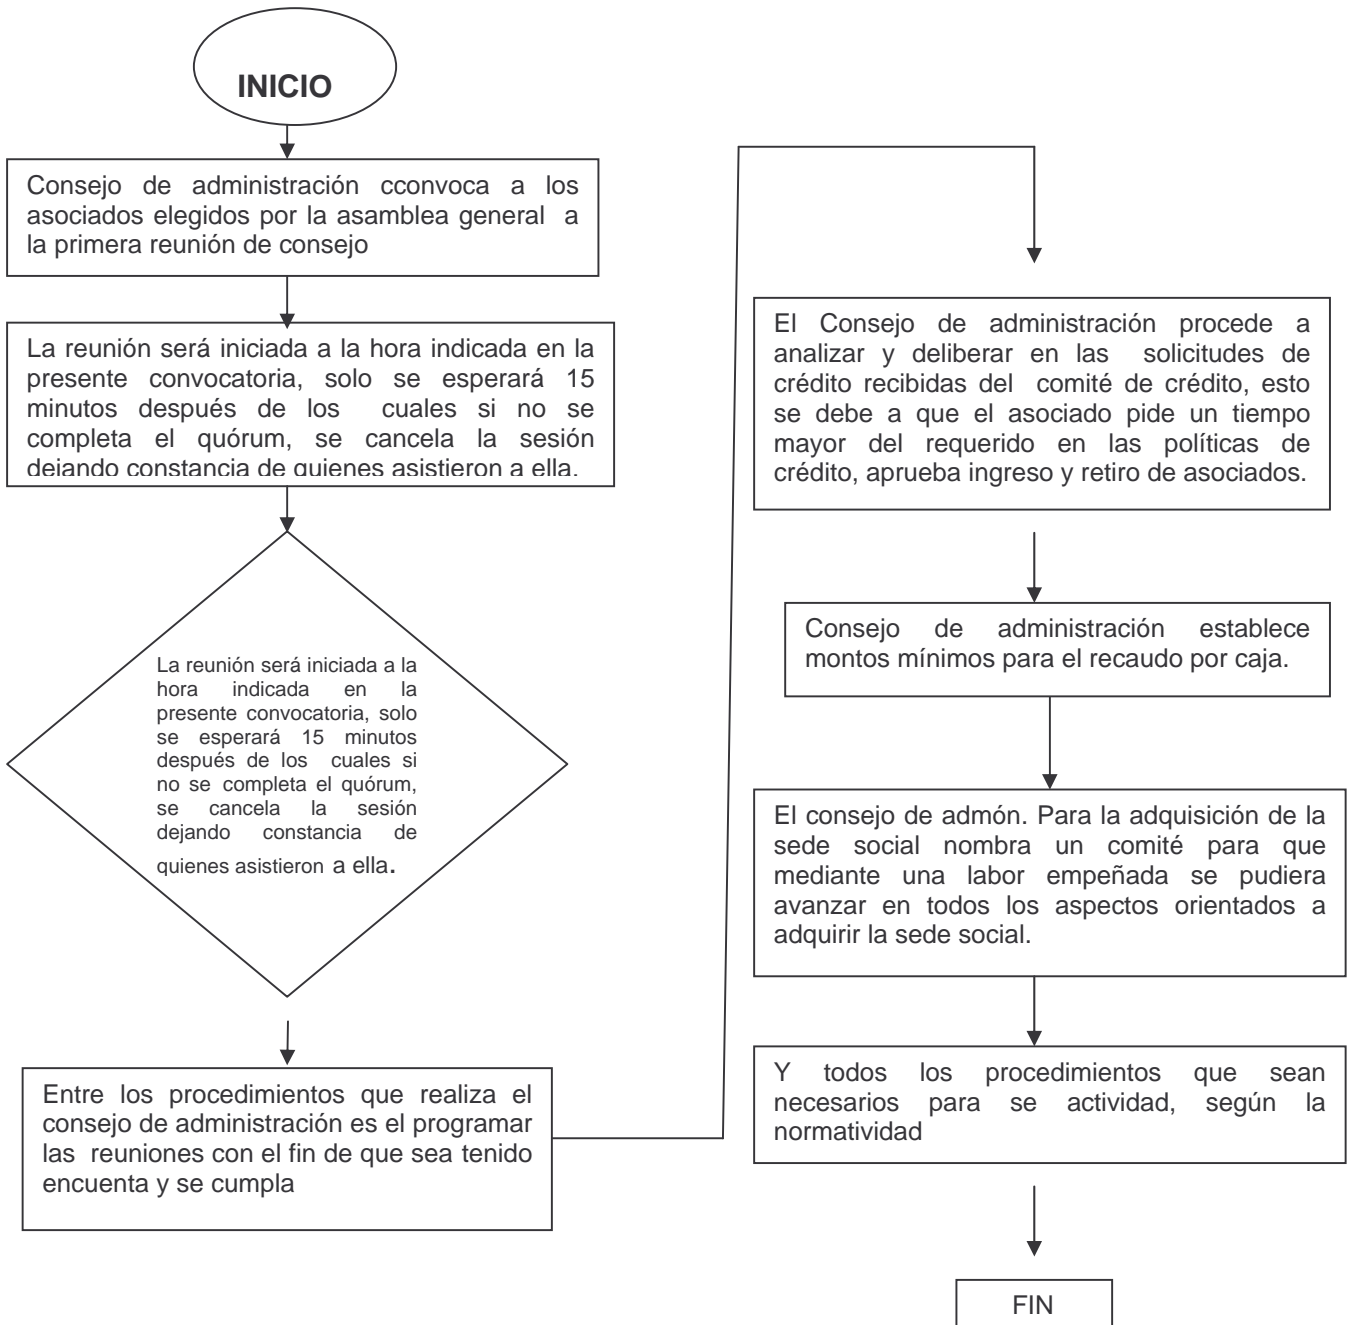 INICIO
Consejo de administración cconvoca a los
asociados elegidos por la asamblea general a
la primera reunión de consejo
La reunión será iniciada a la hora indicada en la
presente convocatoria, solo se esperará 15
minutos después de los cuales si no se
completa el quórum, se cancela la sesión
dejando constancia de quienes asistieron a ella.
La reunión será iniciada a la
hora indicada en la
presente convocatoria, solo
se esperará 15 minutos
después de los cuales si
no se completa el quórum,
se cancela la sesión
dejando constancia de
quienes asistieron a ella.
Entre los procedimientos que realiza el
consejo de administración es el programar
las reuniones con el fin de que sea tenido
encuenta y se cumpla
El Consejo de administración procede a
analizar y deliberar en las solicitudes de
crédito recibidas del comité de crédito, esto
se debe a que el asociado pide un tiempo
mayor del requerido en las políticas de
crédito, aprueba ingreso y retiro de asociados.
Consejo de administración establece
montos mínimos para el recaudo por caja.
El consejo de admón. Para la adquisición de la
sede social nombra un comité para que
mediante una labor empeñada se pudiera
avanzar en todos los aspectos orientados a
adquirir la sede social.
Y todos los procedimientos que sean
necesarios para se actividad, según la
normatividad
FIN